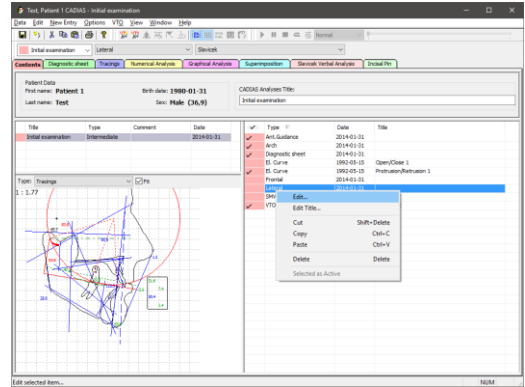 Test, Patient 1 CADIAS - Initial examination
Data Edit New Entry Options VTO View Window Help
Normal
Initial examination Lateral Slavicek
Contents Diagnostic sheet Tracings Numerical Analysis Graphical Analysis Superimposition Slavicek Verbal Analysis Incisal Pin
Patient Data
First name: Patient 1 Birth date: 1980-01-31
Last name: Test Sex: Male (36,9)
CADIAS Analyses Title:
Initial examination
Title Type Comment Date
Initial examination Intermediate 2014-01-31
Type: Tracings Fit
1 : 1.77
Type Date Title
Ant.Guidance 2014-01-31
Arch 2014-01-31
Diagnostic sheet 2014-01-31
El. Curve 1992-05-15 Open/Close 1
El. Curve 1992-05-15 Protrusion/Retrusion 1
Frontal 2014-01-31
Lateral 2014-01-31
SMV
VTO
Edit...
Edit Title...
Cut Shift+Delete
Copy Ctrl+C
Paste Ctrl+V
Delete Delete
Selected as Active
Edit selected item... NUM